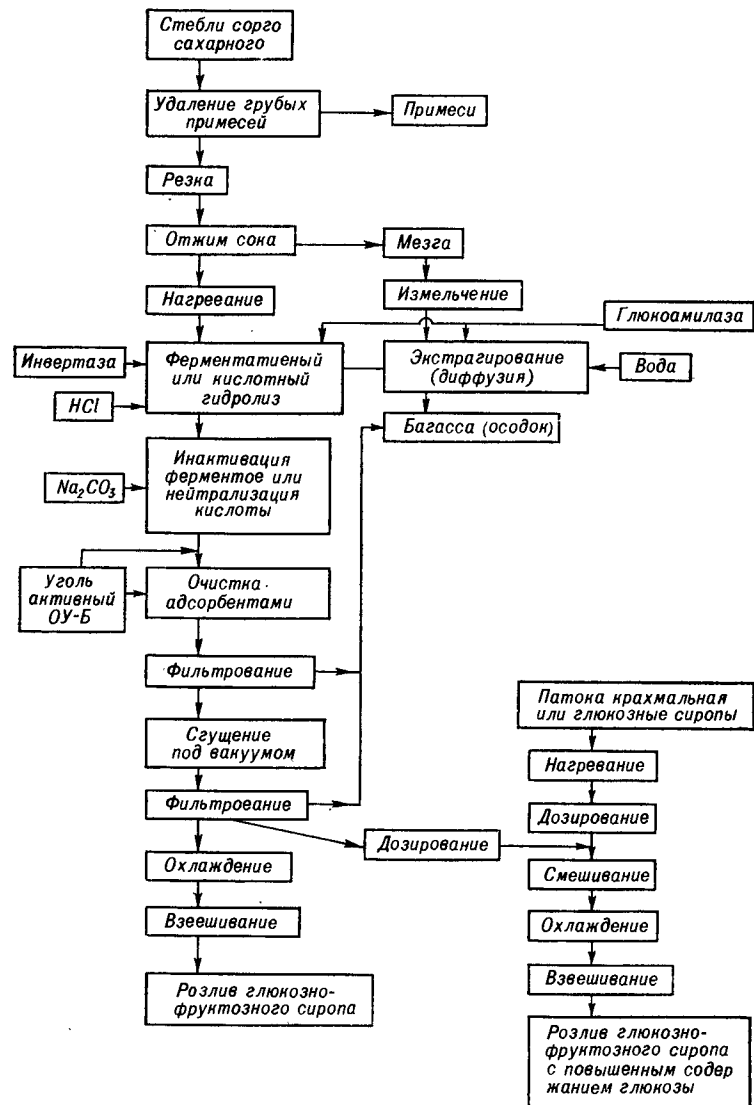 Стебли сорго
сахарного
Удаление грубых
примесей
Примеси
Резка
Отжим сока
Мезга
Нагревание
Измельчение
Глюкоамилаза
Инвертаза
Ферментативный
или кислотный
гидролиз
Экстрагирование
(диффузия)
Вода
HCl
Багасса (осодок)
Инактивация
ферментое или
нейтрализация
кислоты
Na₂CO₃
Уголь
активный
ОУ-Б
Очистка
адсорбентами
Фильтрование
Сгущение
под вакуумом
Фильтрование
Патока крахмальная
или глюкозные сиропы
Нагревание
Дозирование
Дозирование
Смешивание
Охлаждение
Взвешивание
Розлив глюкозно-
фруктозного сиропа
Охлаждение
Взвешивание
Розлив глюкозно-
фруктозного сиропа
с повышенным содер
жанием глюкозы